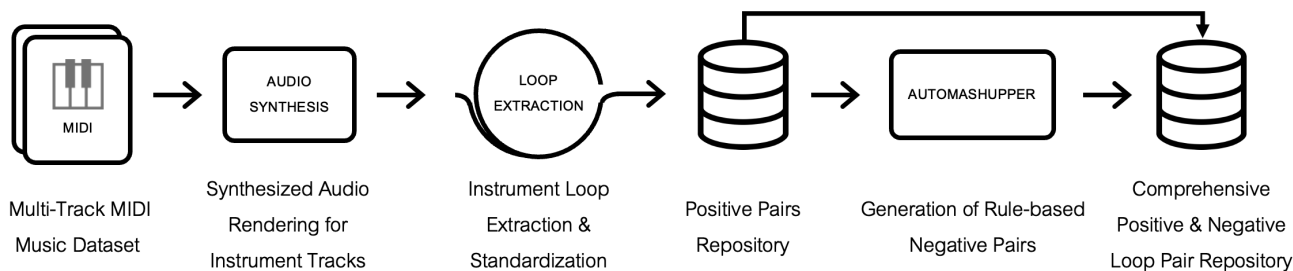 MIDI
AUDIO
SYNTHESIS
LOOP
EXTRACTION
AUTOMASHUPPER
Multi-Track MIDI
Music Dataset
Synthesized Audio
Rendering for
Instrument Tracks
Instrument Loop
Extraction &
Standardization
Positive Pairs
Repository
Generation of Rule-based
Negative Pairs
Comprehensive
Positive & Negative
Loop Pair Repository